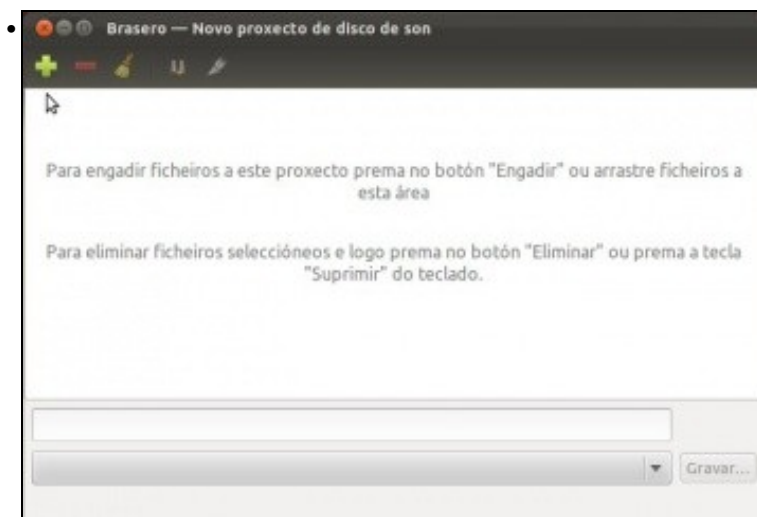 Brasero — Novo proxecto de disco de son
Para engadir ficheiros a este proxecto prema no botón "Engadir" ou arrastre ficheiros a
esta área
Para eliminar ficheiros seleccióneos e logo prema no botón "Eliminar" ou prema a tecla
"Suprimir" do teclado.
Gravar...